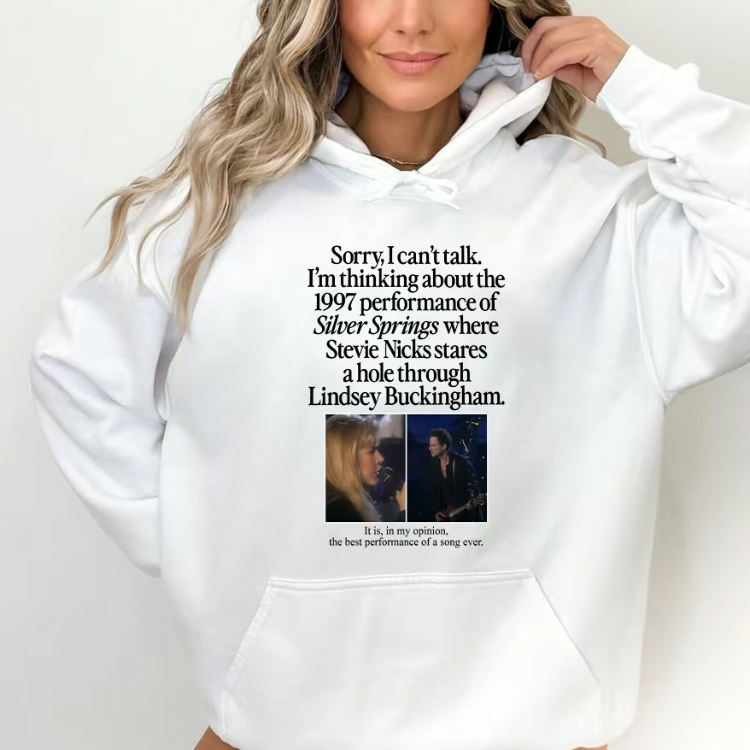 Sorry, I can't talk.
I'm thinking about the
1997 performance of
Silver Springs where
Stevie Nicks stares
a hole through
Lindsey Buckingham.
It is, in my opinion,
the best performance of a song ever.